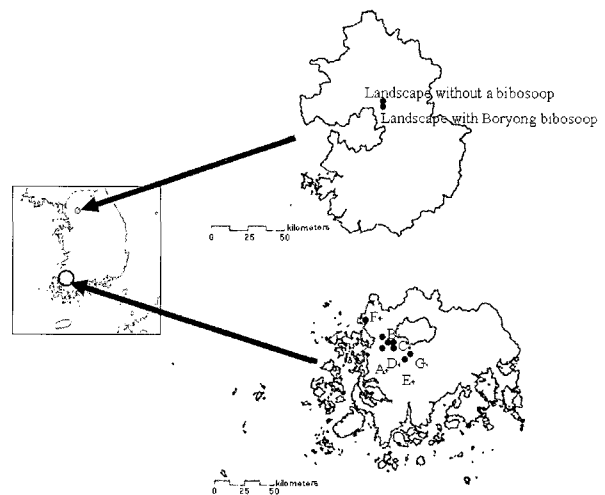 Landscape without a bibosoop
Landscape with Boryong bibosoop
kilometers
0 25 50
F
B
C
A D G
E
kilometers
0 25 50